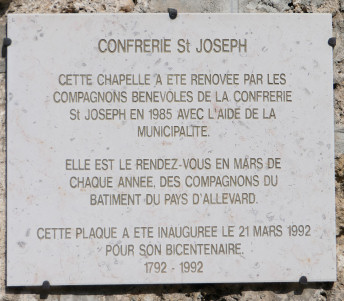 CONFRERIE St JOSEPH
CETTE CHAPELLE A ETE RENOVEE PAR LES
COMPAGNONS BENEVOLES DE LA CONFRERIE
St JOSEPH EN 1985 AVEC L'AIDE DE LA
MUNICIPALITE.
ELLE EST LE RENDEZ-VOUS EN MARS DE
CHAQUE ANNEE, DES COMPAGNONS DU
BATIMENT DU PAYS D'ALLEVARD.
CETTE PLAQUE A ETE INAUGUREE LE 21 MARS 1992
POUR SON BICENTENAIRE.
1792 - 1992